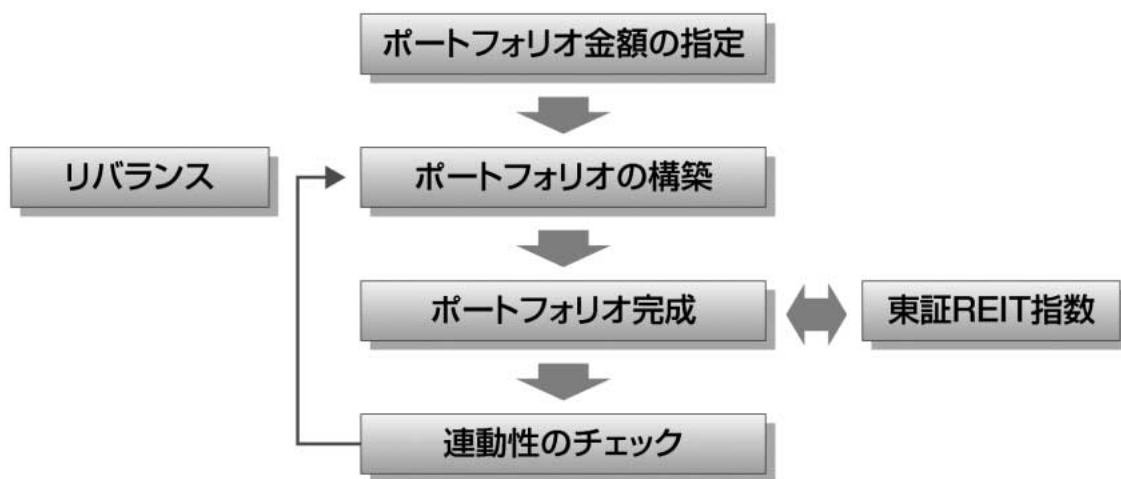 ポートフォリオ金額の指定
リバランス
ポートフォリオの構築
ポートフォリオ完成
東証REIT指数
連動性のチェック